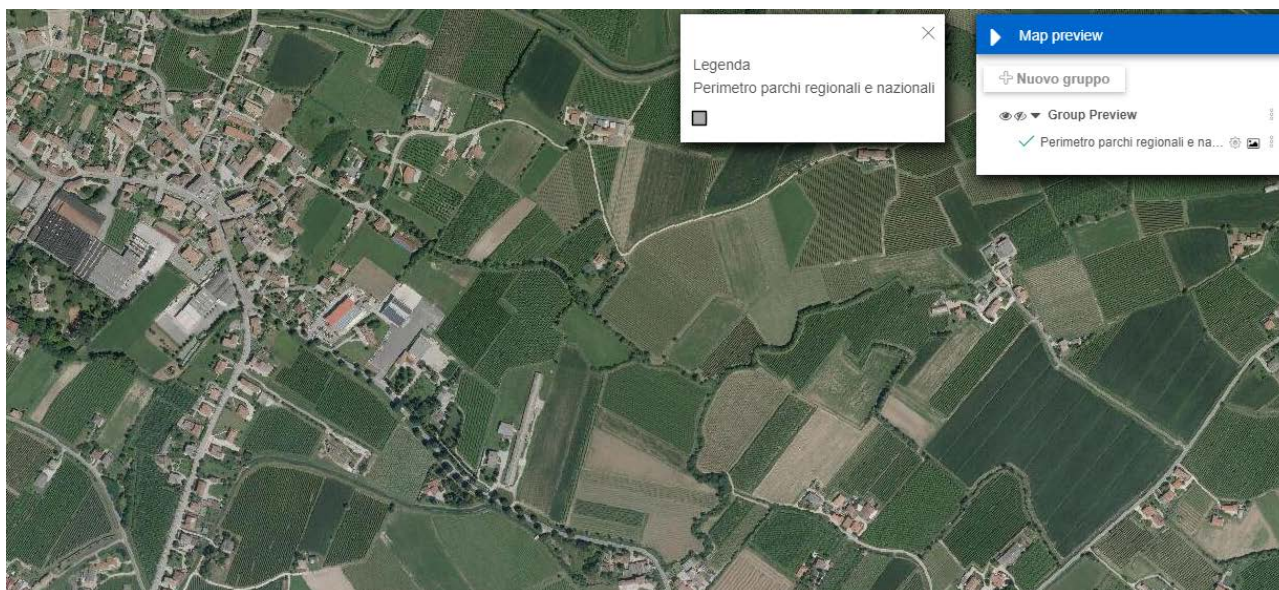 Legenda
Perimetro parchi regionali e nazionali
Map preview
Nuovo gruppo
Group Preview
Perimetro parchi regionali e na...